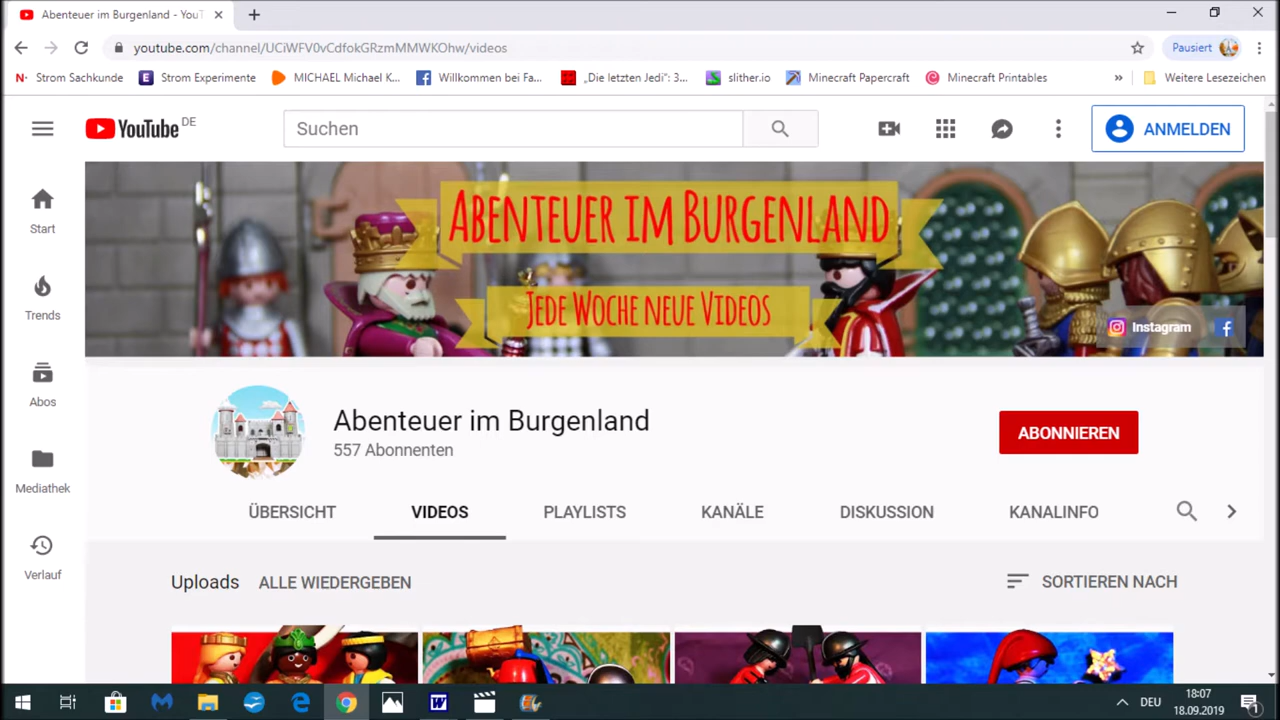 Abenteuer im Burgenland - YouT
youtube.com/channel/UCiWFV0vCdfokGRzmMMWKOhw/videos
Pausiert
Strom Sachkunde
Strom Experimente
MICHAEL Michael K...
Willkommen bei Fa...
„Die letzten Jedi“: 3...
slither.io
Minecraft Papercraft
Minecraft Printables
»
Weitere Lesezeichen
YouTube DE
Suchen
ANMELDEN
ABENTEUER IM BURGENLAND
JEDE WOCHE NEUE VIDEOS
Instagram
Start
Trends
Abos
Mediathek
Verlauf
Abenteuer im Burgenland
557 Abonnenten
ABONNIEREN
ÜBERSICHT
VIDEOS
PLAYLISTS
KANÄLE
DISKUSSION
KANALINFO
Uploads
ALLE WIEDERGEBEN
SORTIEREN NACH
DEU
18:07
18.09.2019
1